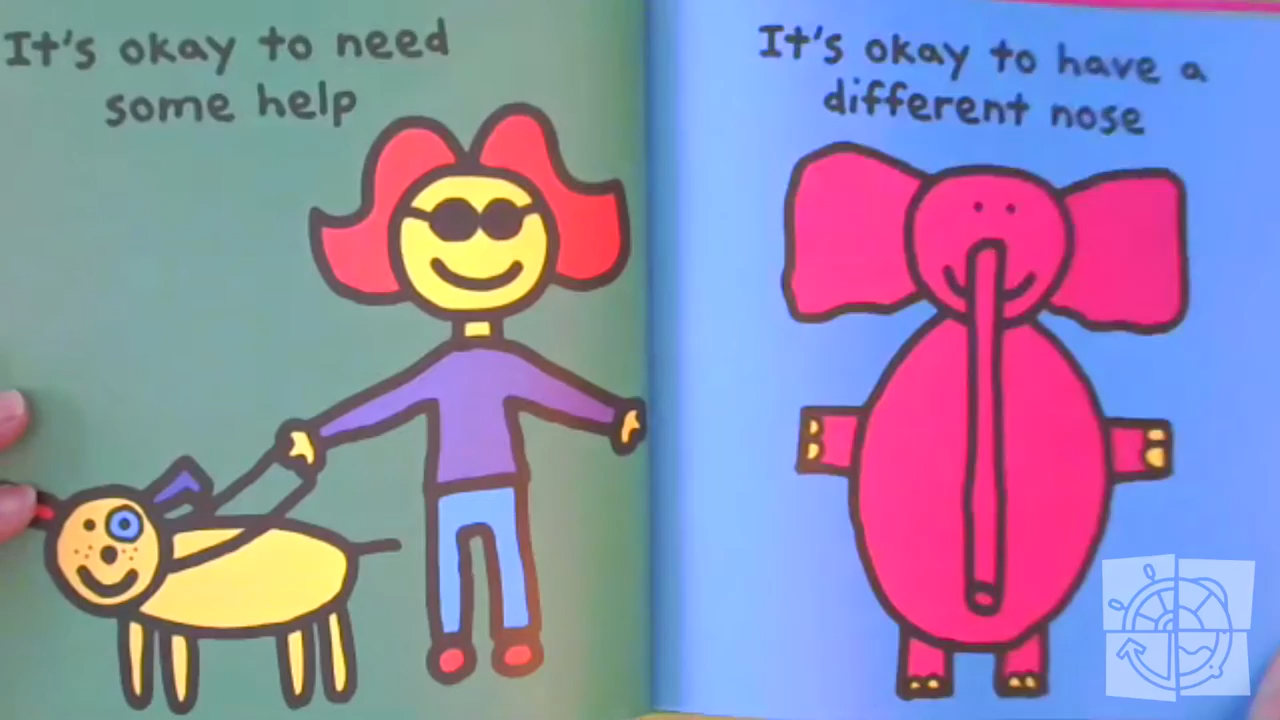 It's okay to need
some help
It's okay to have a
different nose